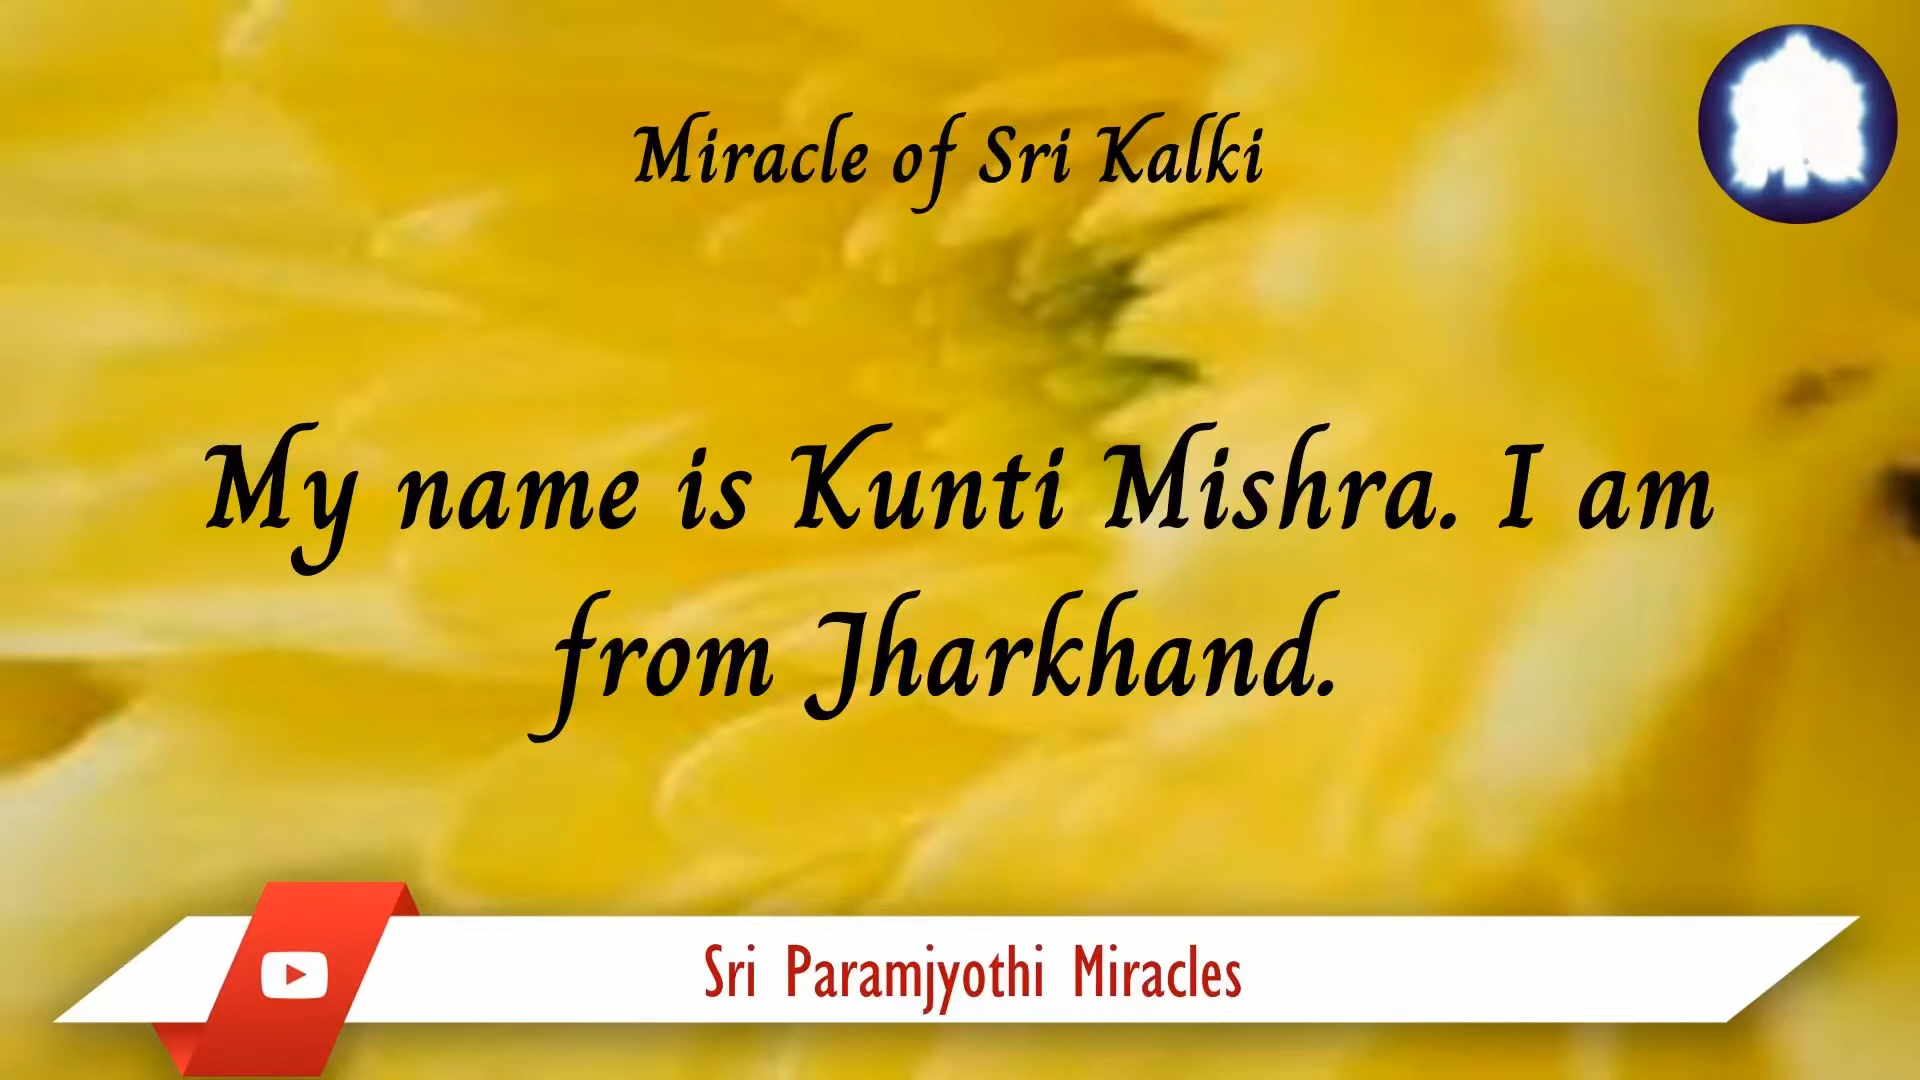 Miracle of Sri Kalki
My name is Kunti Mishra. I am
from Jharkhand.
Sri Paramjyothi Miracles